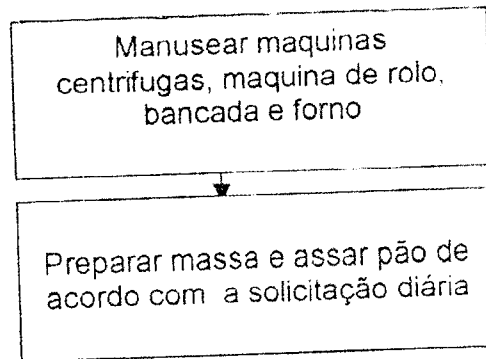 Manusear maquinas
centrifugas, maquina de rolo,
bancada e forno
Preparar massa e assar pão de
acordo com a solicitação diária